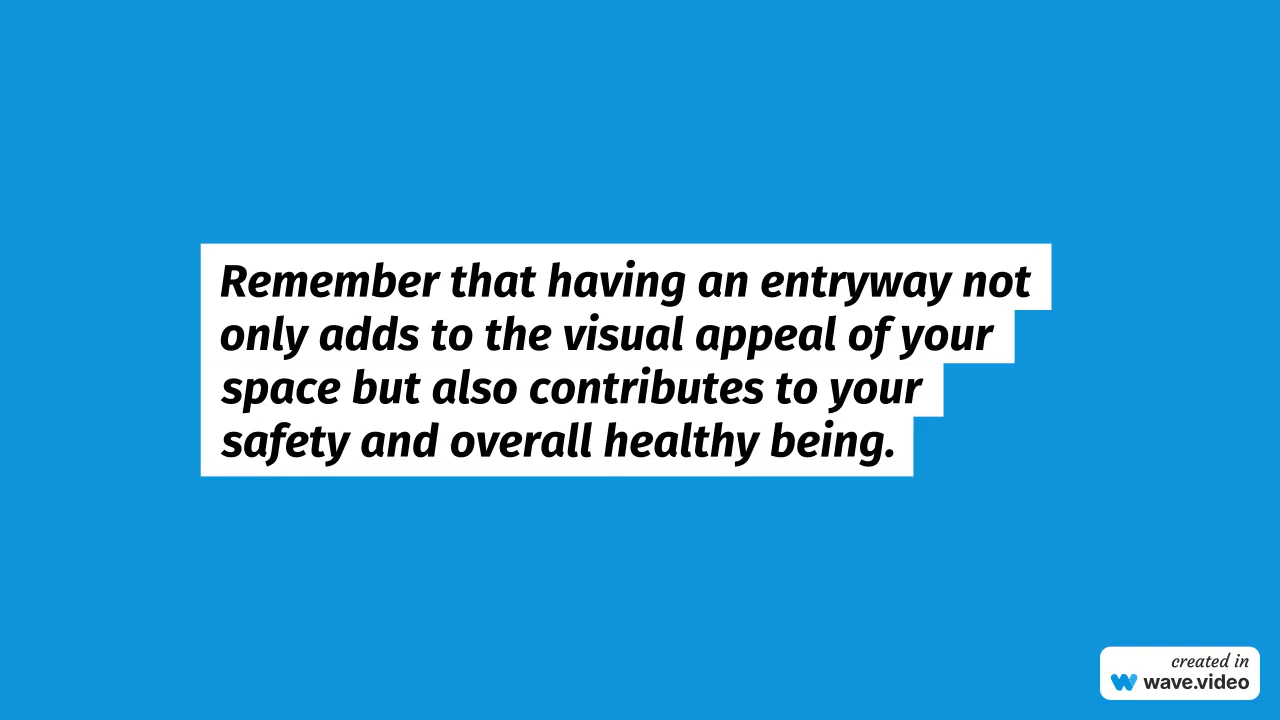 Remember that having an entryway not
only adds to the visual appeal of your
space but also contributes to your
safety and overall healthy being.
created in
wave.video